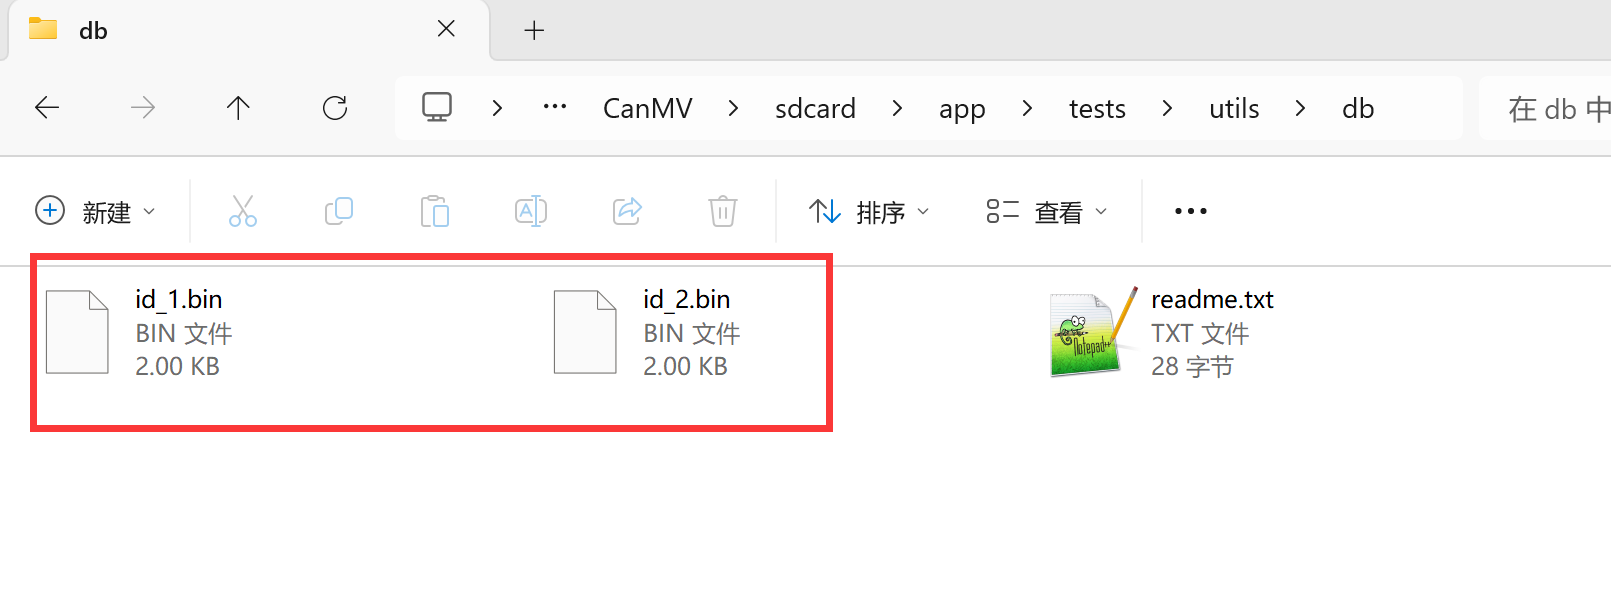 db
CanMV sdcard app tests utils db
在 db 中
新建
排序
查看
id_1.bin
BIN 文件
2.00 KB
id_2.bin
BIN 文件
2.00 KB
Notepad++
readme.txt
TXT 文件
28 字节